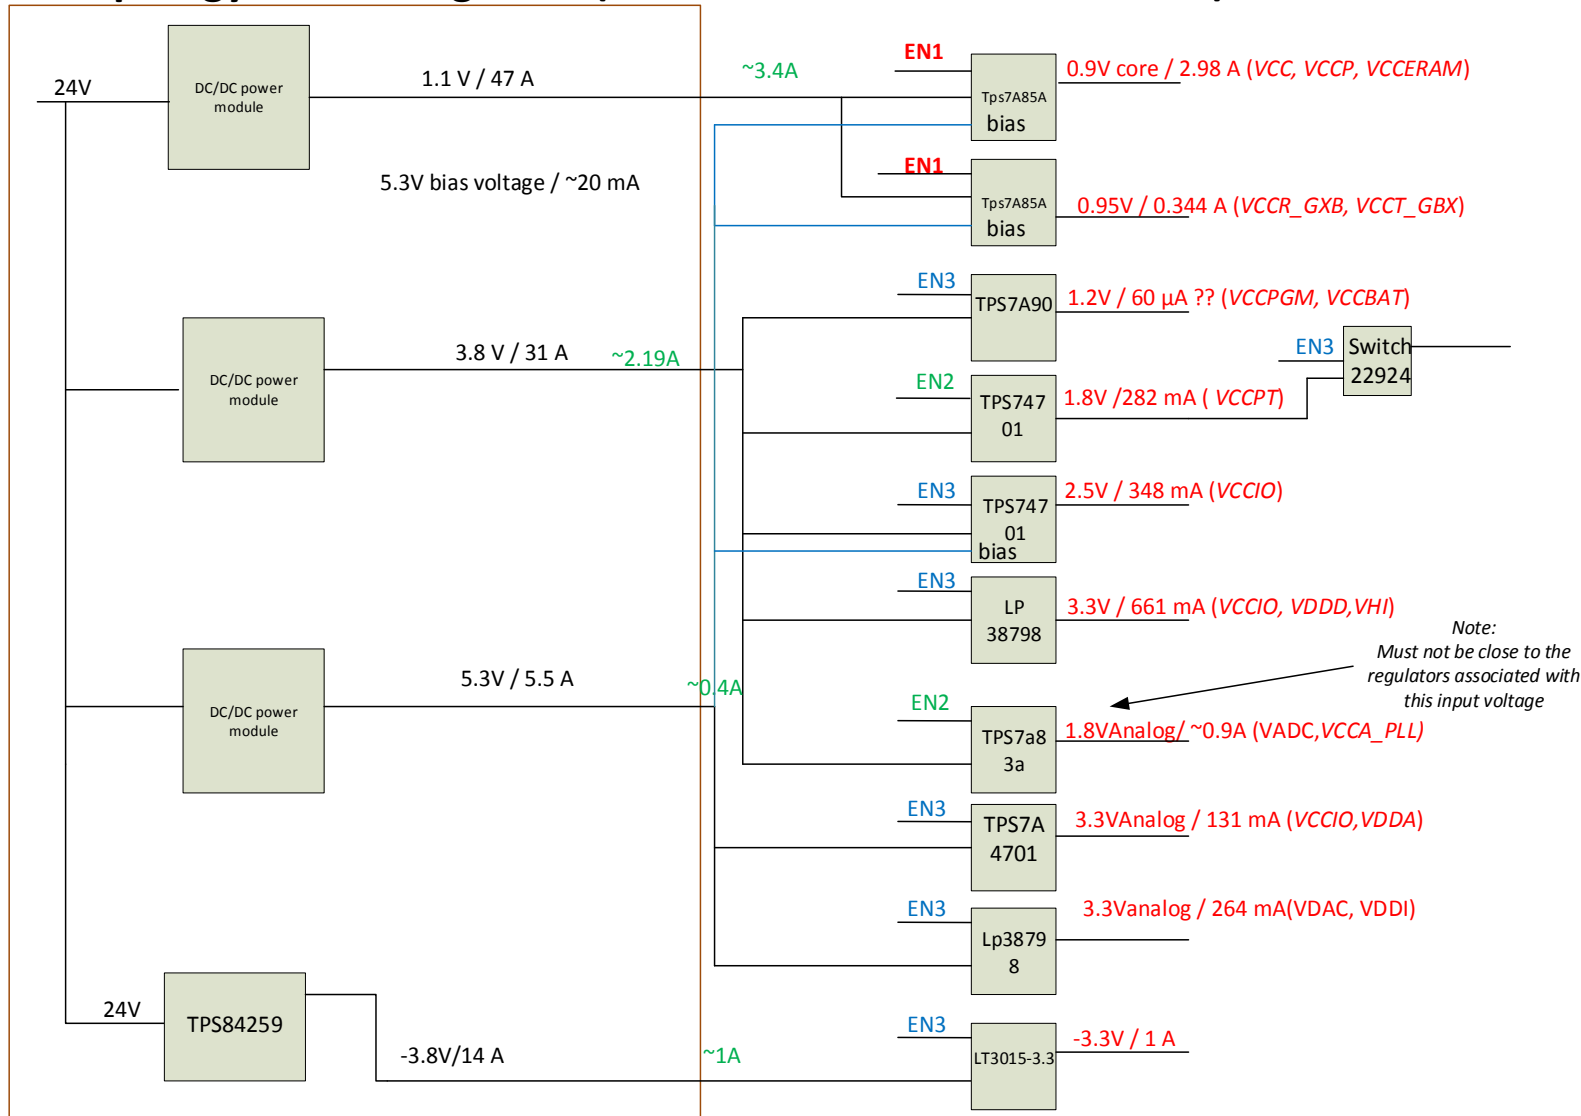 24V
DC/DC power
module
1.1 V / 47 A
~3.4A
EN1
Tps7A85A
bias
0.9V core / 2.98 A (VCC, VCCP, VCCERAM)
5.3V bias voltage / ~20 mA
EN1
Tps7A85A
bias
0.95V / 0.344 A (VCCR_GXB, VCCT_GBX)
EN3
TPS7A90
1.2V / 60 µA ?? (VCCPGM, VCCBAT)
DC/DC power
module
3.8 V / 31 A
~2.19A
EN2
TPS747
01
1.8V /282 mA ( VCCPT)
EN3
Switch
22924
EN3
TPS747
01
bias
2.5V / 348 mA (VCCIO)
EN3
LP
38798
3.3V / 661 mA (VCCIO, VDDD,VHI)
Note:
Must not be close to the
regulators associated with
this input voltage
DC/DC power
module
5.3V / 5.5 A
~0.4A
EN2
TPS7a8
3a
1.8VAnalog/ ~0.9A (VADC,VCCA_PLL)
EN3
TPS7A
4701
3.3VAnalog / 131 mA (VCCIO,VDDA)
EN3
Lp3879
8
3.3Vanalog / 264 mA(VDAC, VDDI)
24V
TPS84259
-3.8V/14 A
~1A
EN3
LT3015-3.3
-3.3V / 1 A